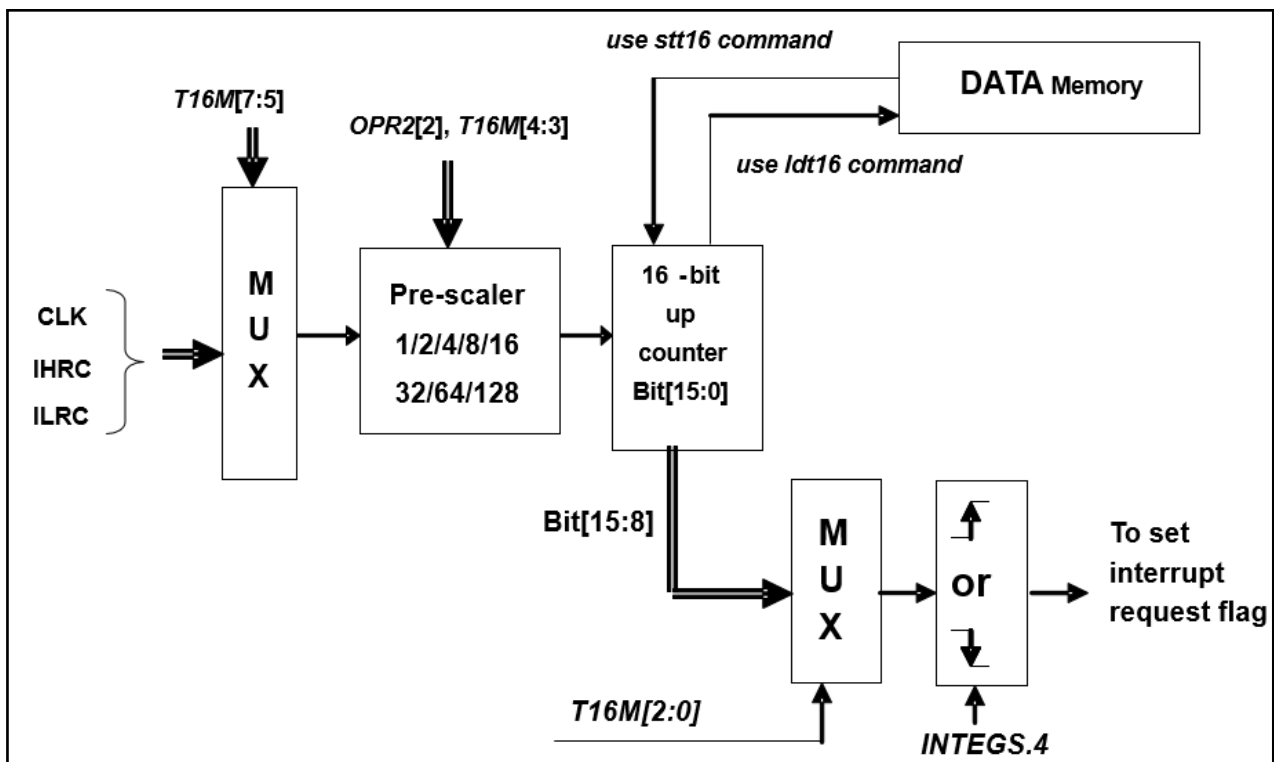 use stt16 command
DATA Memory
T16M[7:5]
OPR2[2], T16M[4:3]
use ldt16 command
M
U
X
Pre-scaler
1/2/4/8/16
32/64/128
16 -bit
up
counter
Bit[15:0]
CLK
IHRC
ILRC
Bit[15:8]
M
U
X
or
To set
interrupt
request flag
T16M[2:0]
INTEGS.4